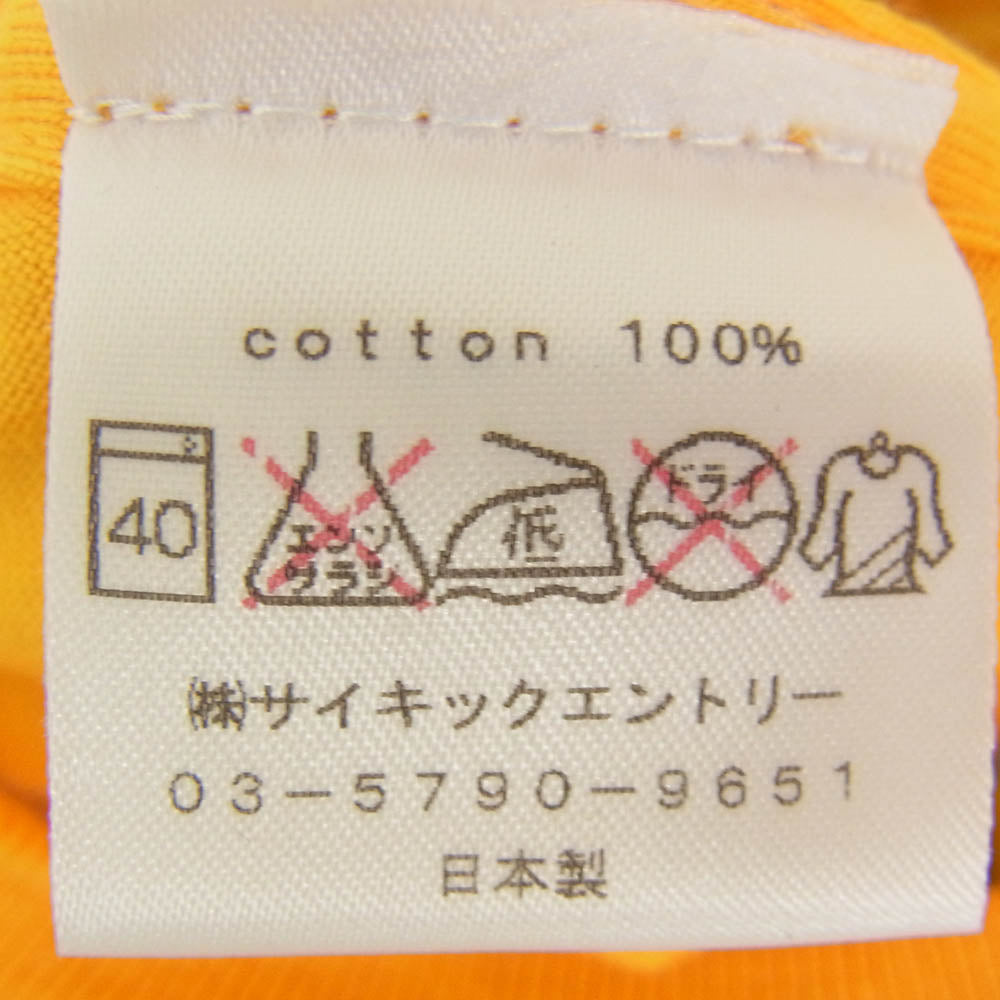 cotton 100%
40 エンソサラシ 低 ドライ
㈱サイキックエントリー
03-5790-9651
日本製